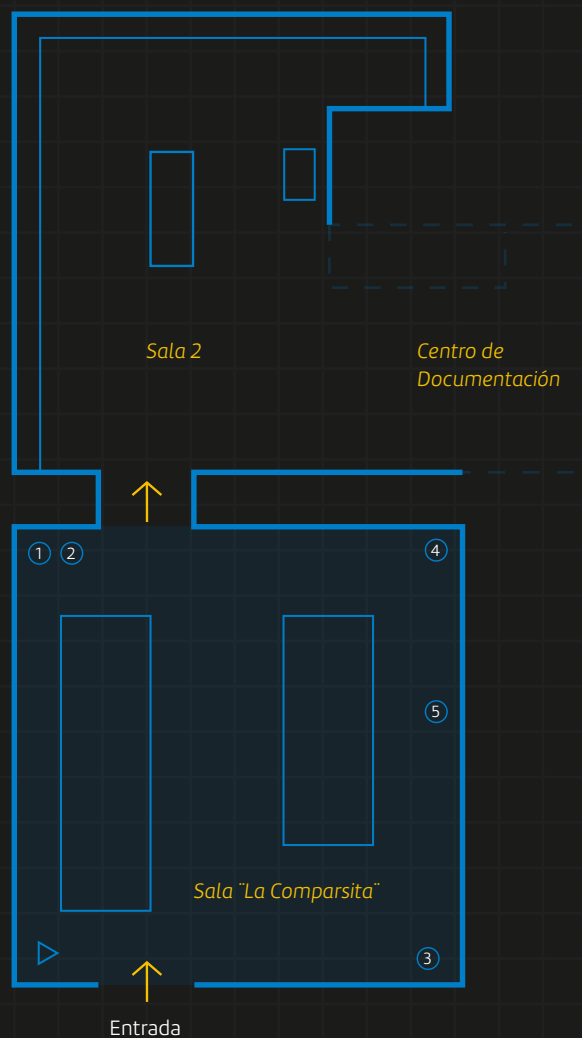 Sala 2
Centro de
Documentación
1 2
4
5
Sala ¨La Comparsita¨
3
Entrada